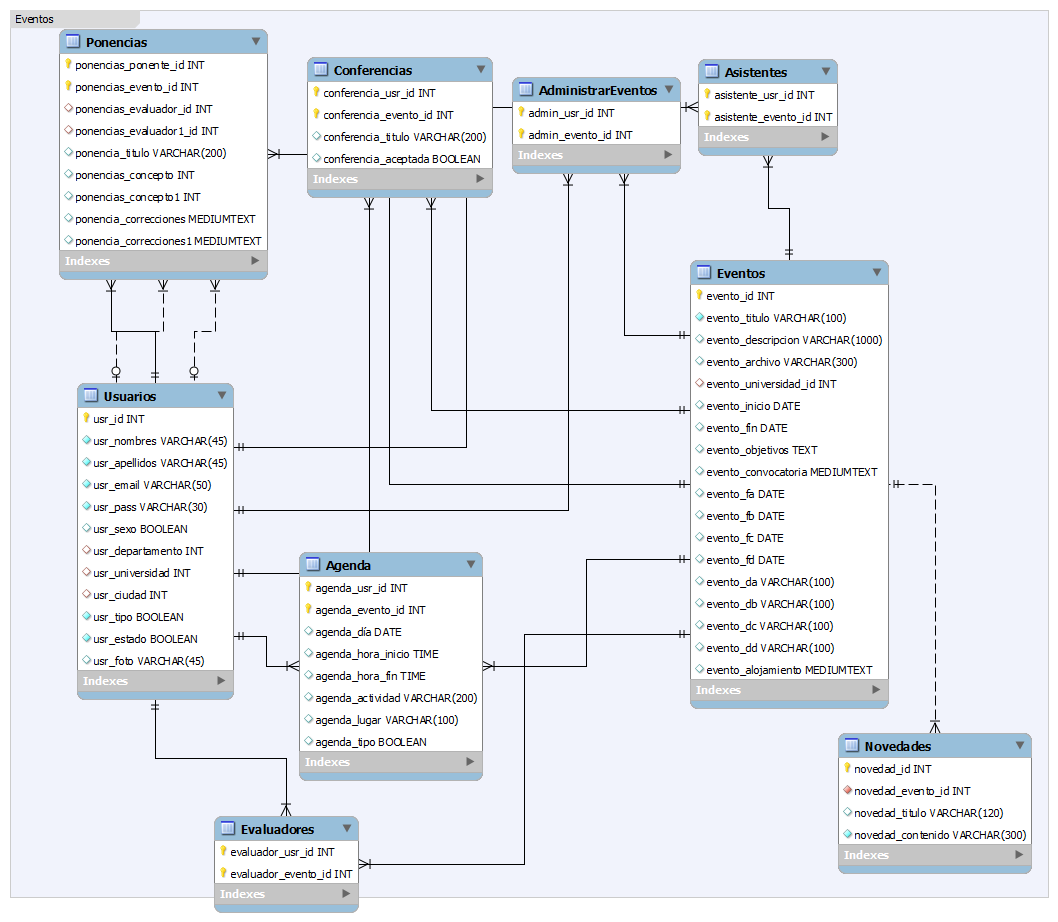 Eventos
Ponencias
ponencias_ponente_id INT
ponencias_evento_id INT
ponencias_evaluador_id INT
ponencias_evaluador1_id INT
ponencia_titulo VARCHAR(200)
ponencias_concepto INT
ponencias_concepto1 INT
ponencia_correcciones MEDIUMTEXT
ponencia_correcciones1 MEDIUMTEXT
Indexes
Conferencias
conferencia_usr_id INT
conferencia_evento_id INT
conferencia_titulo VARCHAR(200)
conferencia_aceptada BOOLEAN
Indexes
AdministrarEventos
admin_usr_id INT
admin_evento_id INT
Indexes
Asistentes
asistente_usr_id INT
asistente_evento_id INT
Indexes
Eventos
evento_id INT
evento_titulo VARCHAR(100)
evento_descripcion VARCHAR(1000)
evento_archivo VARCHAR(300)
evento_universidad_id INT
evento_inicio DATE
evento_fin DATE
evento_objetivos TEXT
evento_convocatoria MEDIUMTEXT
evento_fa DATE
evento_fb DATE
evento_fc DATE
evento_fd DATE
evento_da VARCHAR(100)
evento_db VARCHAR(100)
evento_dc VARCHAR(100)
evento_dd VARCHAR(100)
evento_alojamiento MEDIUMTEXT
Indexes
Usuarios
usr_id INT
usr_nombres VARCHAR(45)
usr_apellidos VARCHAR(45)
usr_email VARCHAR(50)
usr_pass VARCHAR(30)
usr_sexo BOOLEAN
usr_departamento INT
usr_universidad INT
usr_ciudad INT
usr_tipo BOOLEAN
usr_estado BOOLEAN
usr_foto VARCHAR(45)
Indexes
Agenda
agenda_usr_id INT
agenda_evento_id INT
agenda_día DATE
agenda_hora_inicio TIME
agenda_hora_fin TIME
agenda_actividad VARCHAR(200)
agenda_lugar VARCHAR(100)
agenda_tipo BOOLEAN
Indexes
Novedades
novedad_id INT
novedad_evento_id INT
novedad_titulo VARCHAR(120)
novedad_contenido VARCHAR(300)
Indexes
Evaluadores
evaluador_usr_id INT
evaluador_evento_id INT
Indexes